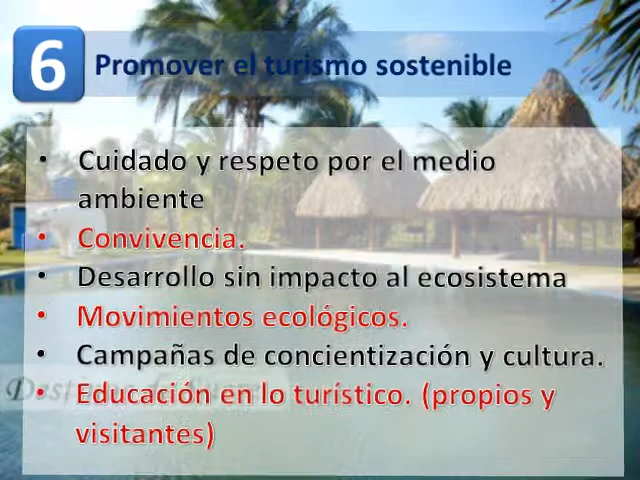 6
Promover el turismo sostenible
• Cuidado y respeto por el medio
ambiente
• Convivencia.
• Desarrollo sin impacto al ecosistema
• Movimientos ecológicos.
• Campañas de concientización y cultura.
• Educación en lo turístico. (propios y
visitantes)